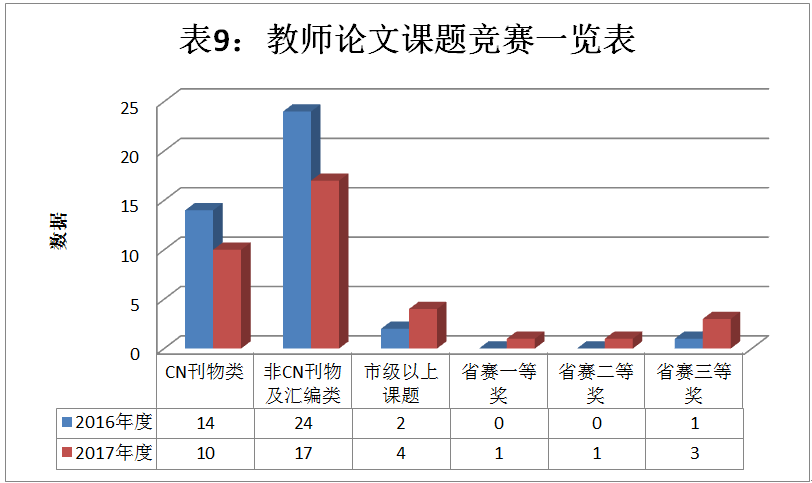 表9：教师论文课题竞赛一览表
25
20
15
10
5
0
数据
CN刊物类 非CN刊物及汇编类 市级以上课题 省赛一等奖 省赛二等奖 省赛三等奖
2016年度 14 24 2 0 0 1
2017年度 10 17 4 1 1 3